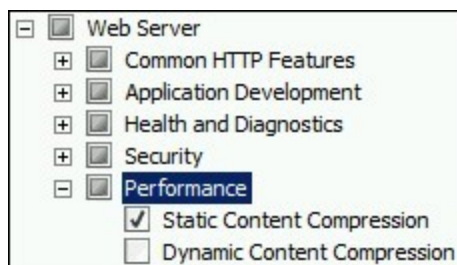 Web Server
Common HTTP Features
Application Development
Health and Diagnostics
Security
Performance
Static Content Compression
Dynamic Content Compression